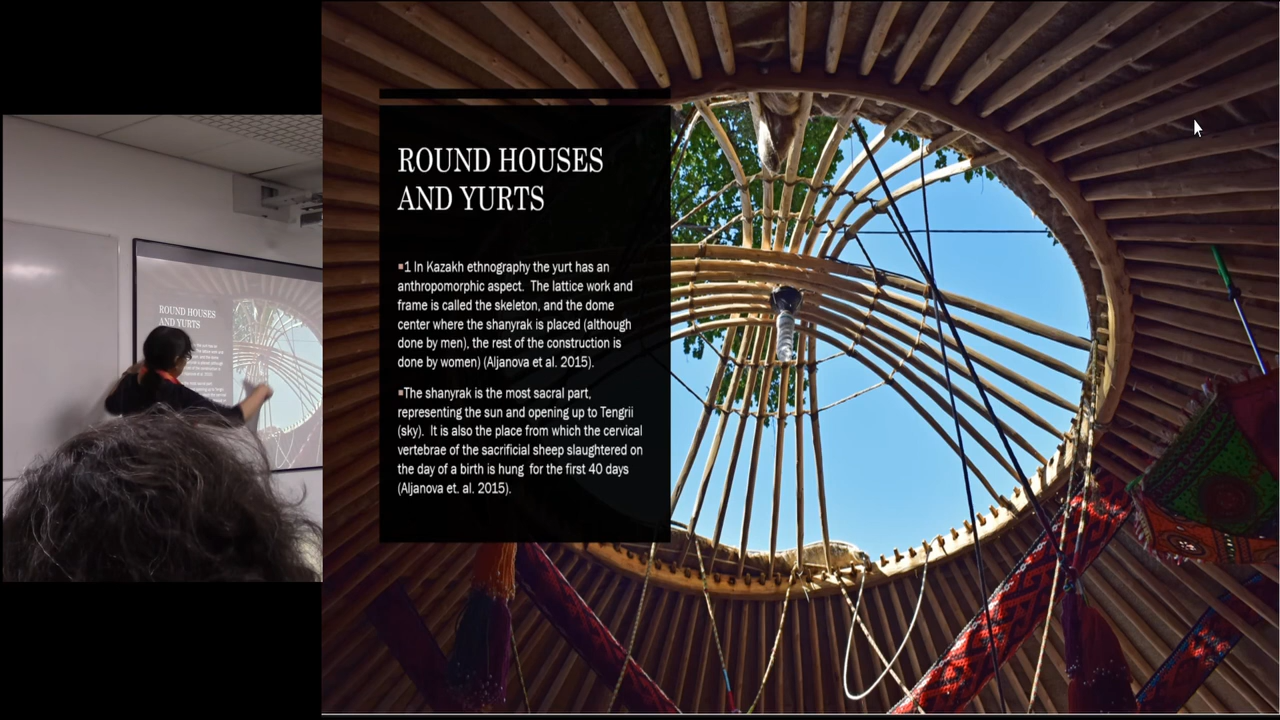 ROUND HOUSES
AND YURTS
▪1 In Kazakh ethnography the yurt has an
anthropomorphic aspect. The lattice work and
frame is called the skeleton, and the dome
center where the shanyrak is placed (although
done by men), the rest of the construction is
done by women) (Aljanova et al. 2015).
▪The shanyrak is the most sacral part,
representing the sun and opening up to Tengrii
(sky). It is also the place from which the cervical
vertebrae of the sacrificial sheep slaughtered on
the day of a birth is hung for the first 40 days
(Aljanova et. al. 2015).
ROUND HOUSES
AND YURTS